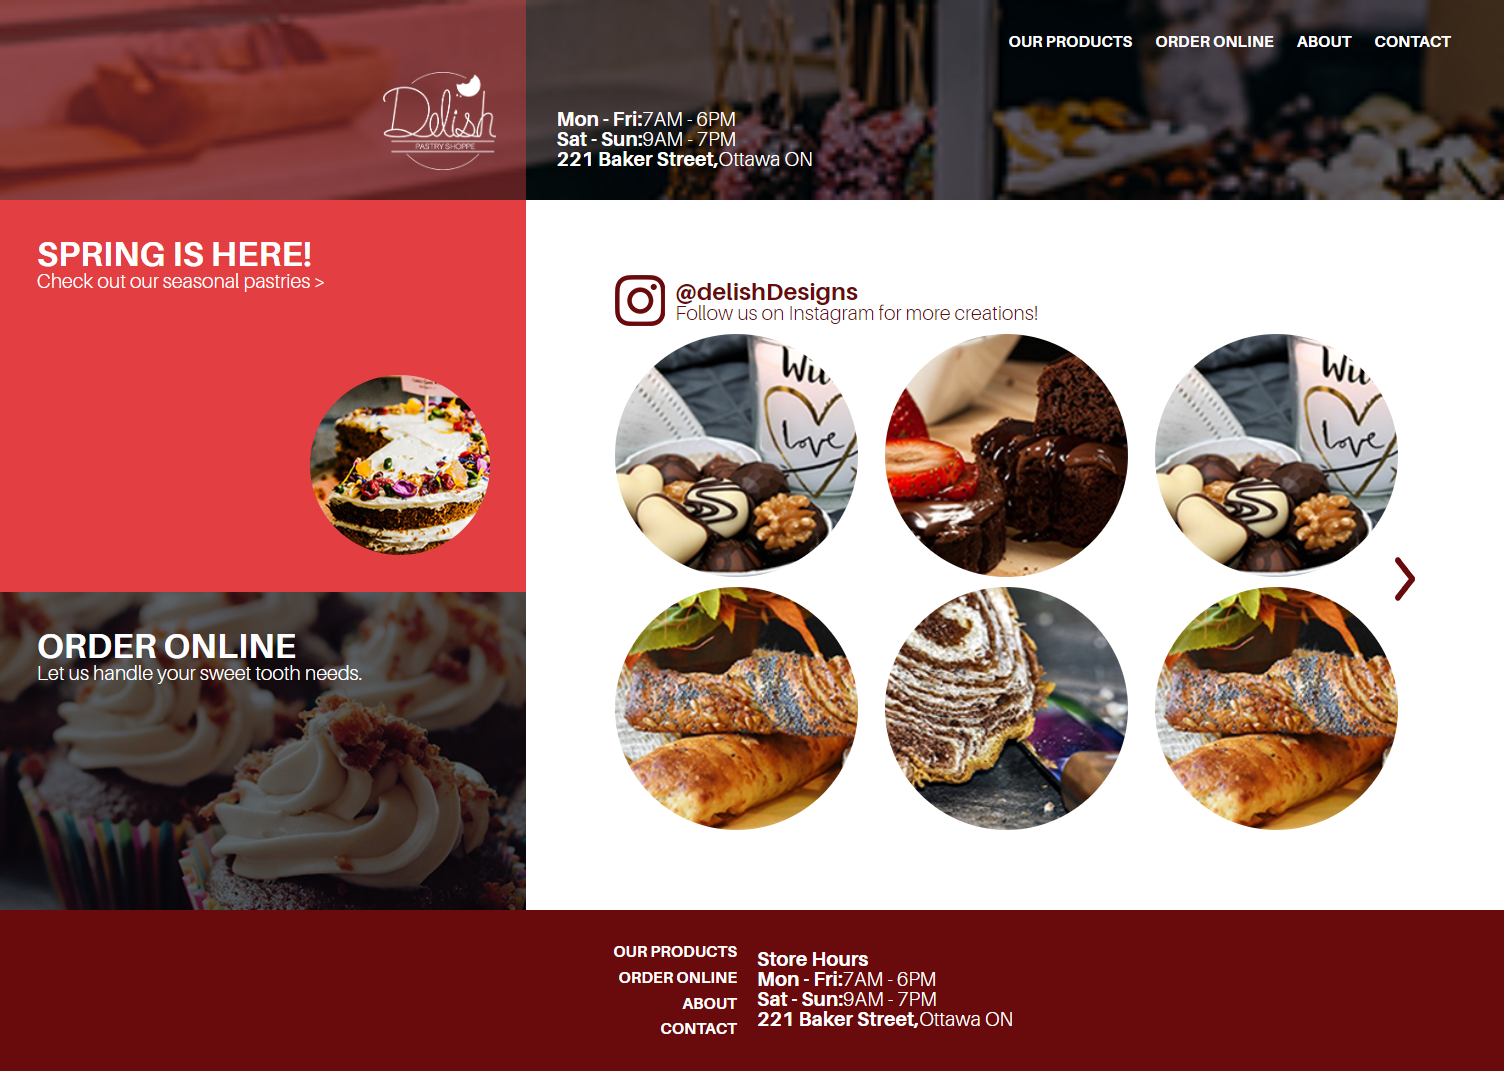 OUR PRODUCTS ORDER ONLINE ABOUT CONTACT
Delish
PASTRY SHOPPE
Mon - Fri:7AM - 6PM
Sat - Sun:9AM - 7PM
221 Baker Street,Ottawa ON
SPRING IS HERE!
Check out our seasonal pastries >
@delishDesigns
Follow us on Instagram for more creations!
love
love
ORDER ONLINE
Let us handle your sweet tooth needs.
OUR PRODUCTS
ORDER ONLINE
ABOUT
CONTACT
Store Hours
Mon - Fri:7AM - 6PM
Sat - Sun:9AM - 7PM
221 Baker Street,Ottawa ON